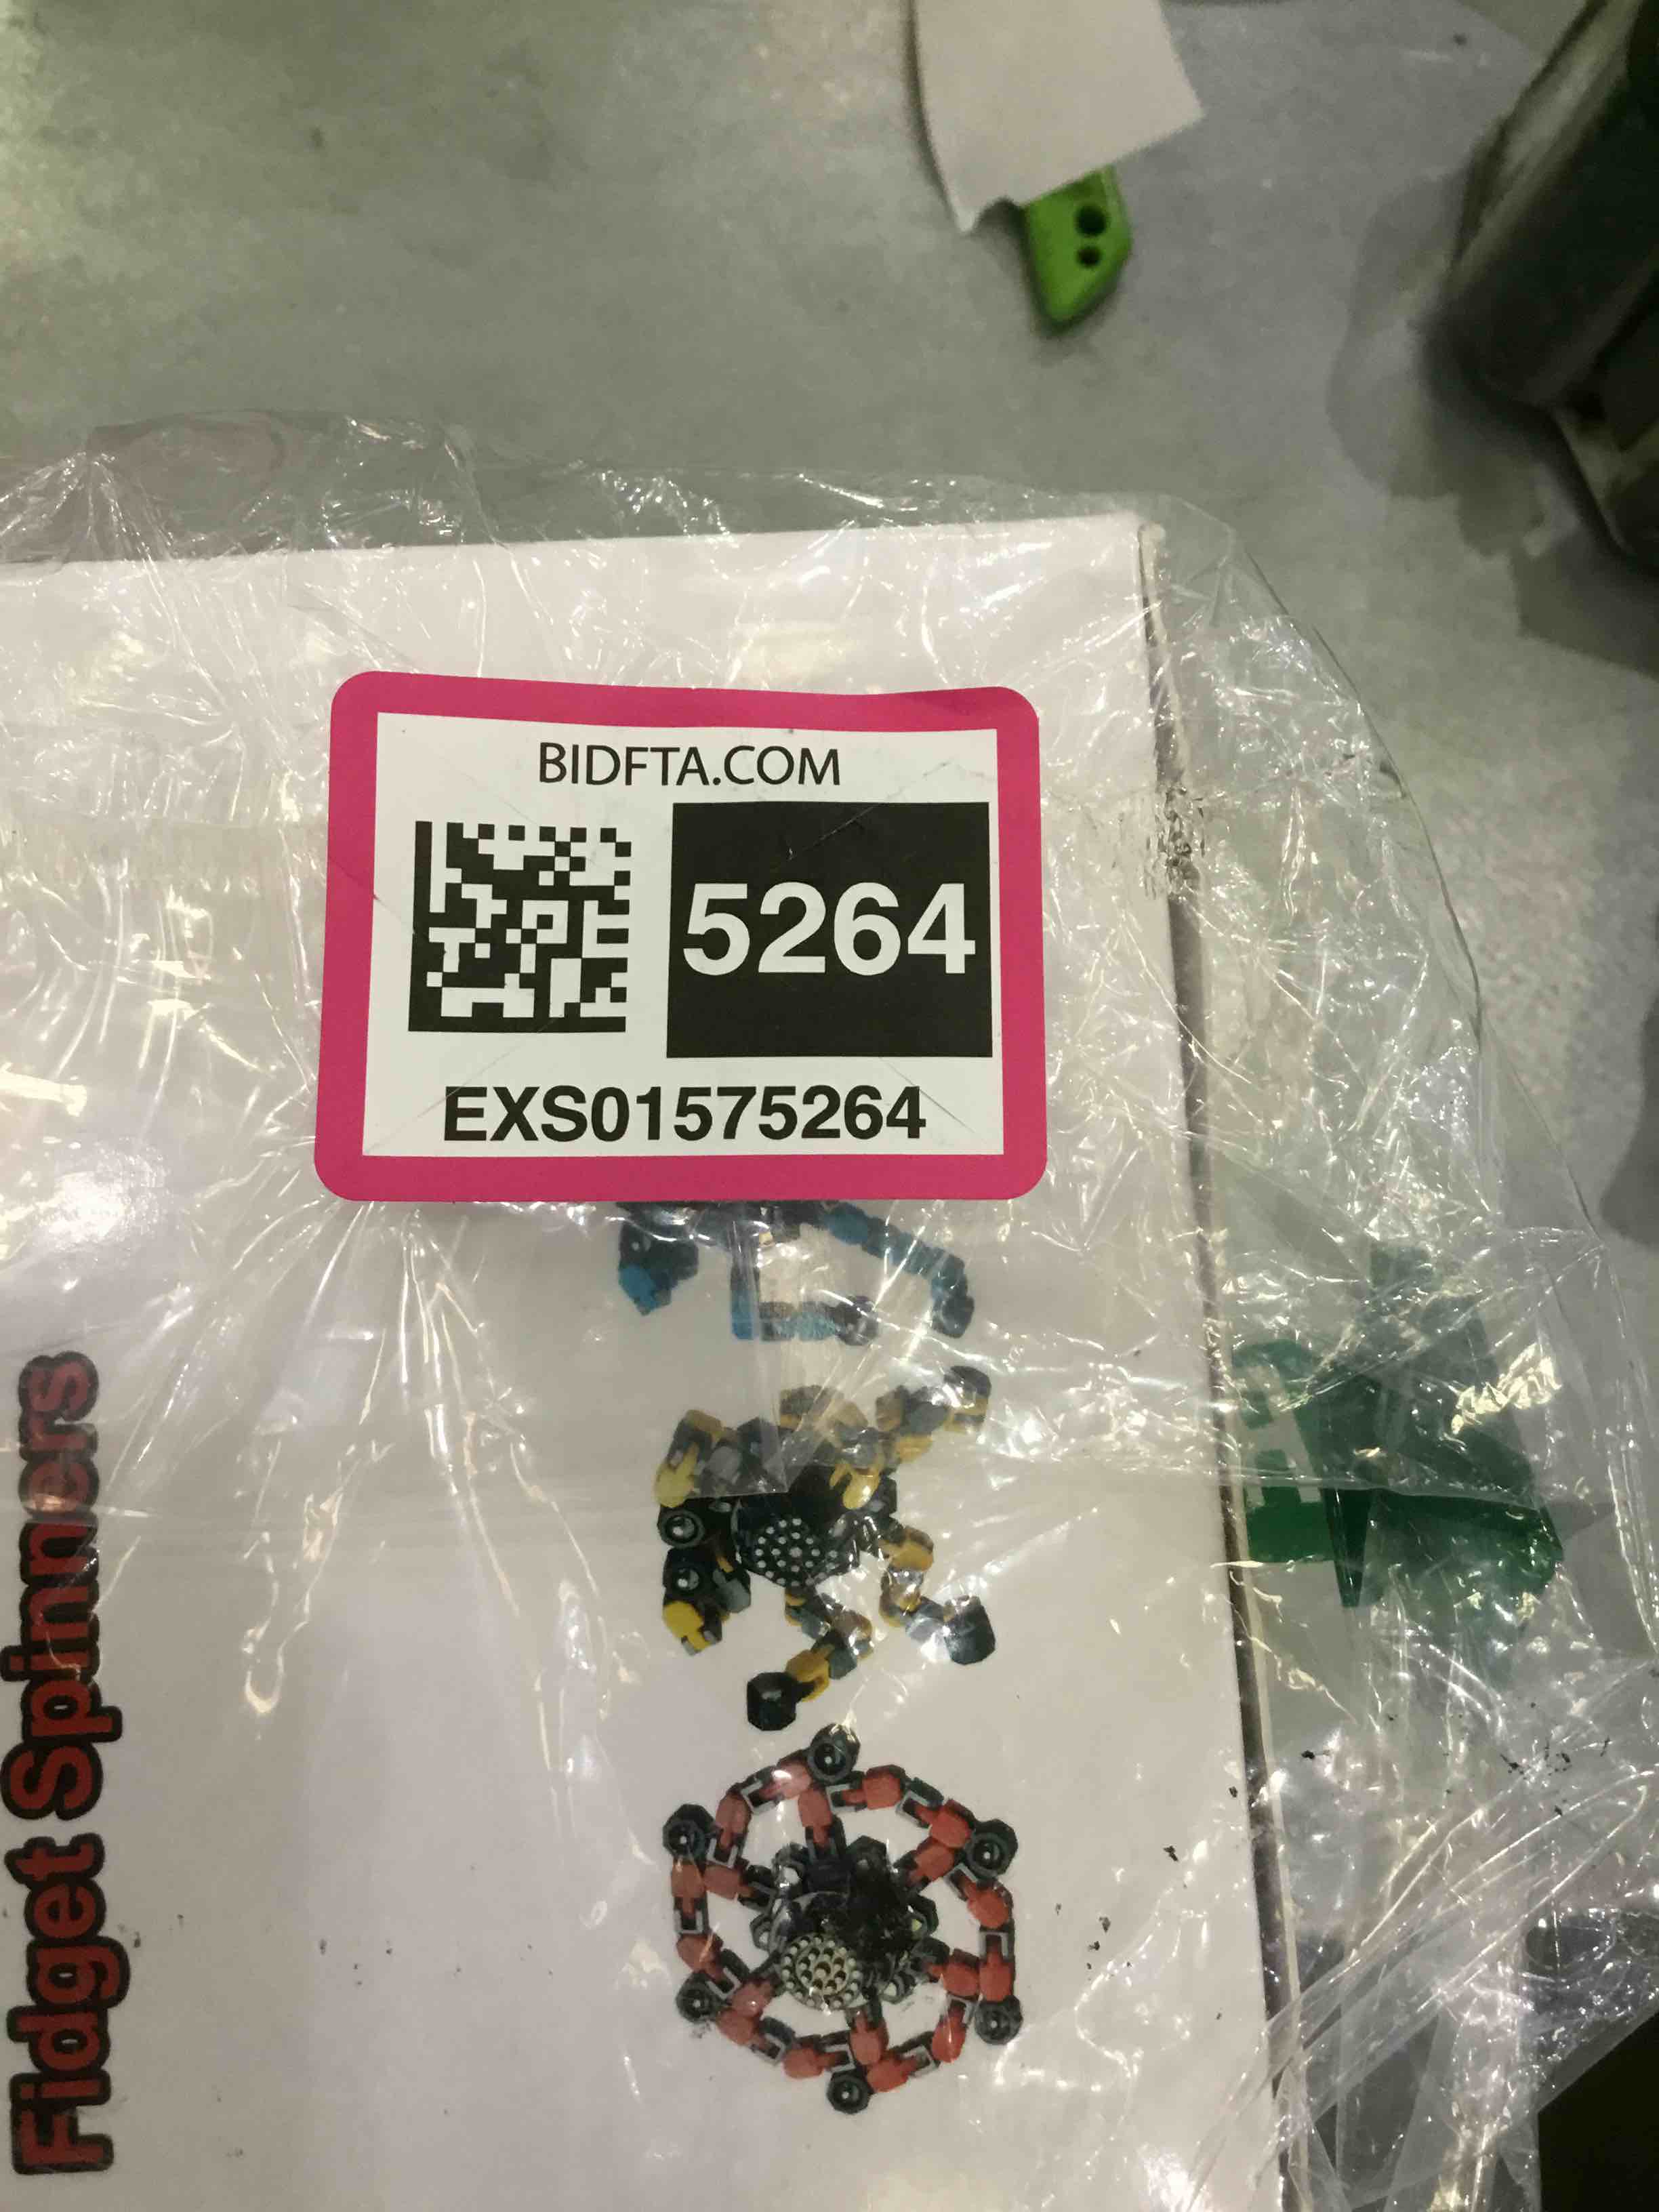 BIDFTA.COM
5264
EXS01575264
Fidget Spinners